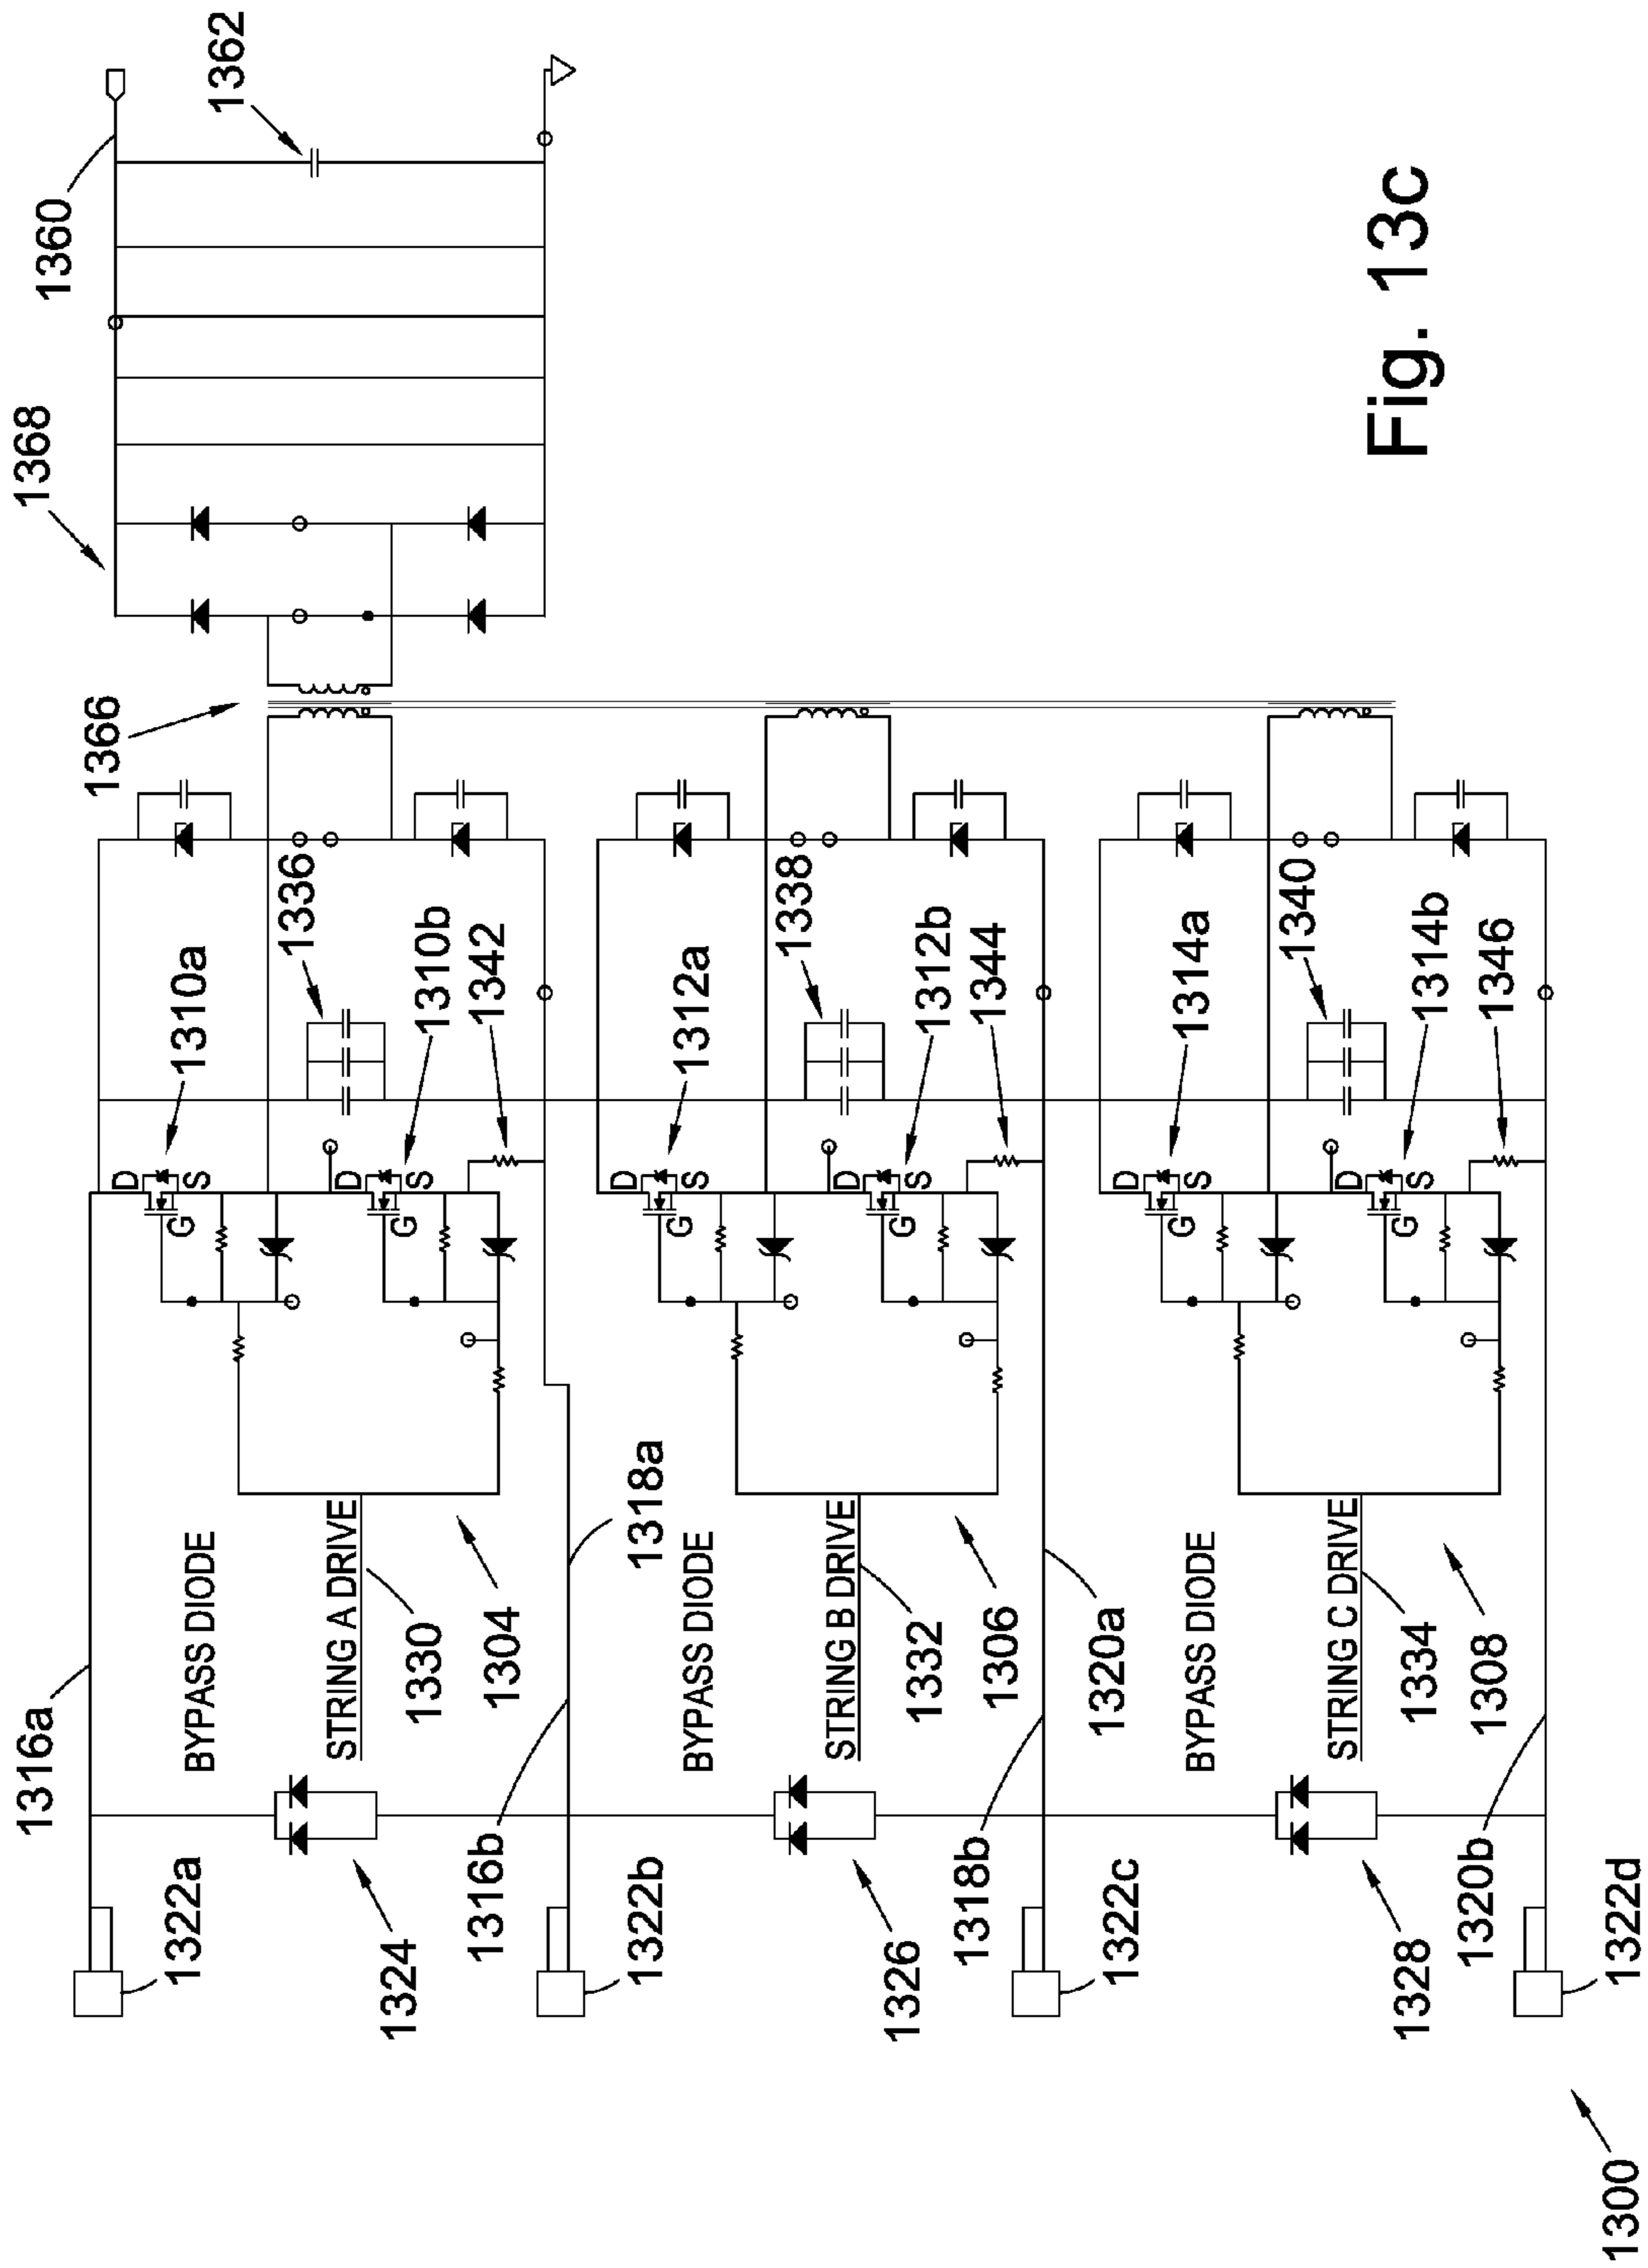 1300
1316a
1322a
BYPASS DIODE
1324
STRING A DRIVE
1330
1304
1316b
1318a
1322b
BYPASS DIODE
1326
STRING B DRIVE
1332
1306
1318b
1320a
1322c
BYPASS DIODE
1328
STRING C DRIVE
1334
1308
1320b
1322d
D
G
S
1310a
1336
D
G
S
1310b
1342
D
G
S
1312a
1338
D
G
S
1312b
1344
D
G
S
1314a
1340
D
G
S
1314b
1346
1366
1368
1360
1362
Fig. 13c